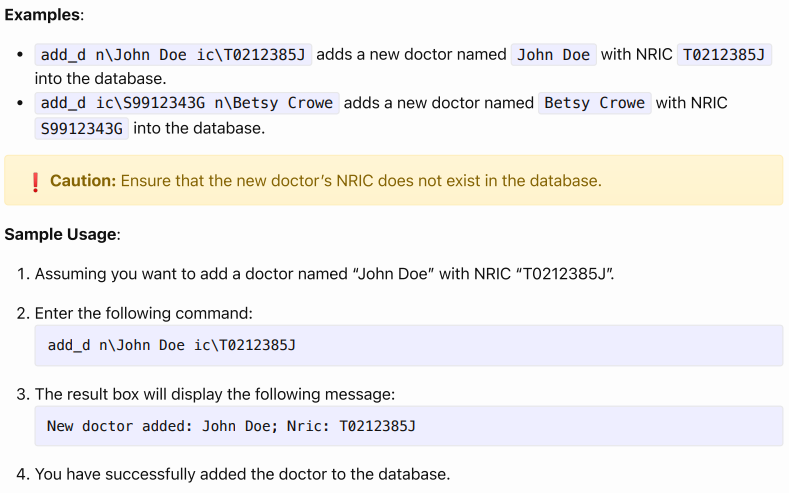 Examples:
• add_d n\John Doe ic\T0212385J adds a new doctor named John Doe with NRIC T0212385J
into the database.
• add_d ic\S9912343G n\Betsy Crowe adds a new doctor named Betsy Crowe with NRIC
S9912343G into the database.
❗ Caution: Ensure that the new doctor’s NRIC does not exist in the database.
Sample Usage:
1. Assuming you want to add a doctor named “John Doe” with NRIC “T0212385J”.
2. Enter the following command:
add_d n\John Doe ic\T0212385J
3. The result box will display the following message:
New doctor added: John Doe; Nric: T0212385J
4. You have successfully added the doctor to the database.